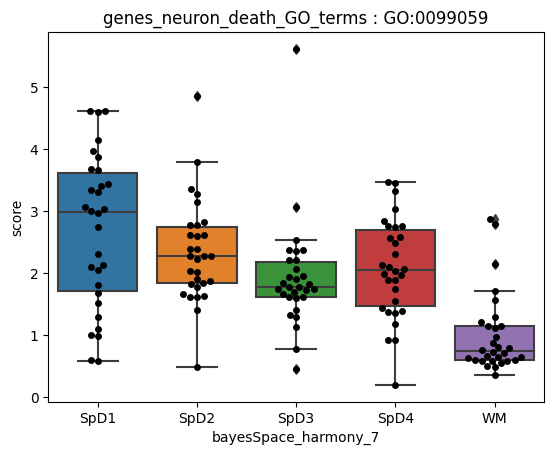 genes_neuron_death_GO_terms : GO:0099059
score
5
4
3
2
1
0
SpD1 SpD2 SpD3 SpD4 WM
bayesSpace_harmony_7